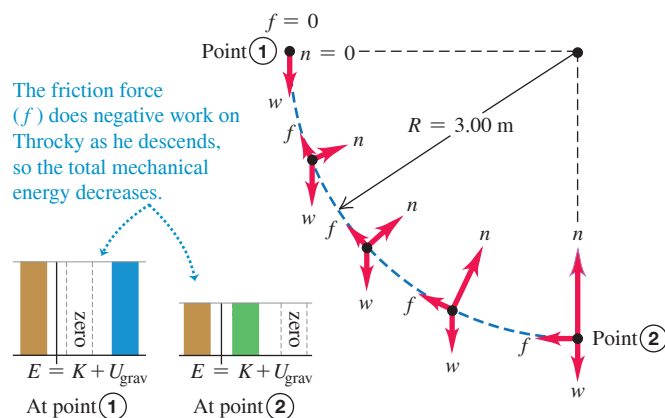 f = 0
Point 1 n = 0
w
The friction force
(f) does negative work on
Throcky as he descends,
so the total mechanical
energy decreases.
R = 3.00 m
f
n
w
f
n
w
f
n
w
n
f
Point 2
w
zero
E = K + Ugrav
At point 1
zero
E = K + Ugrav
At point 2